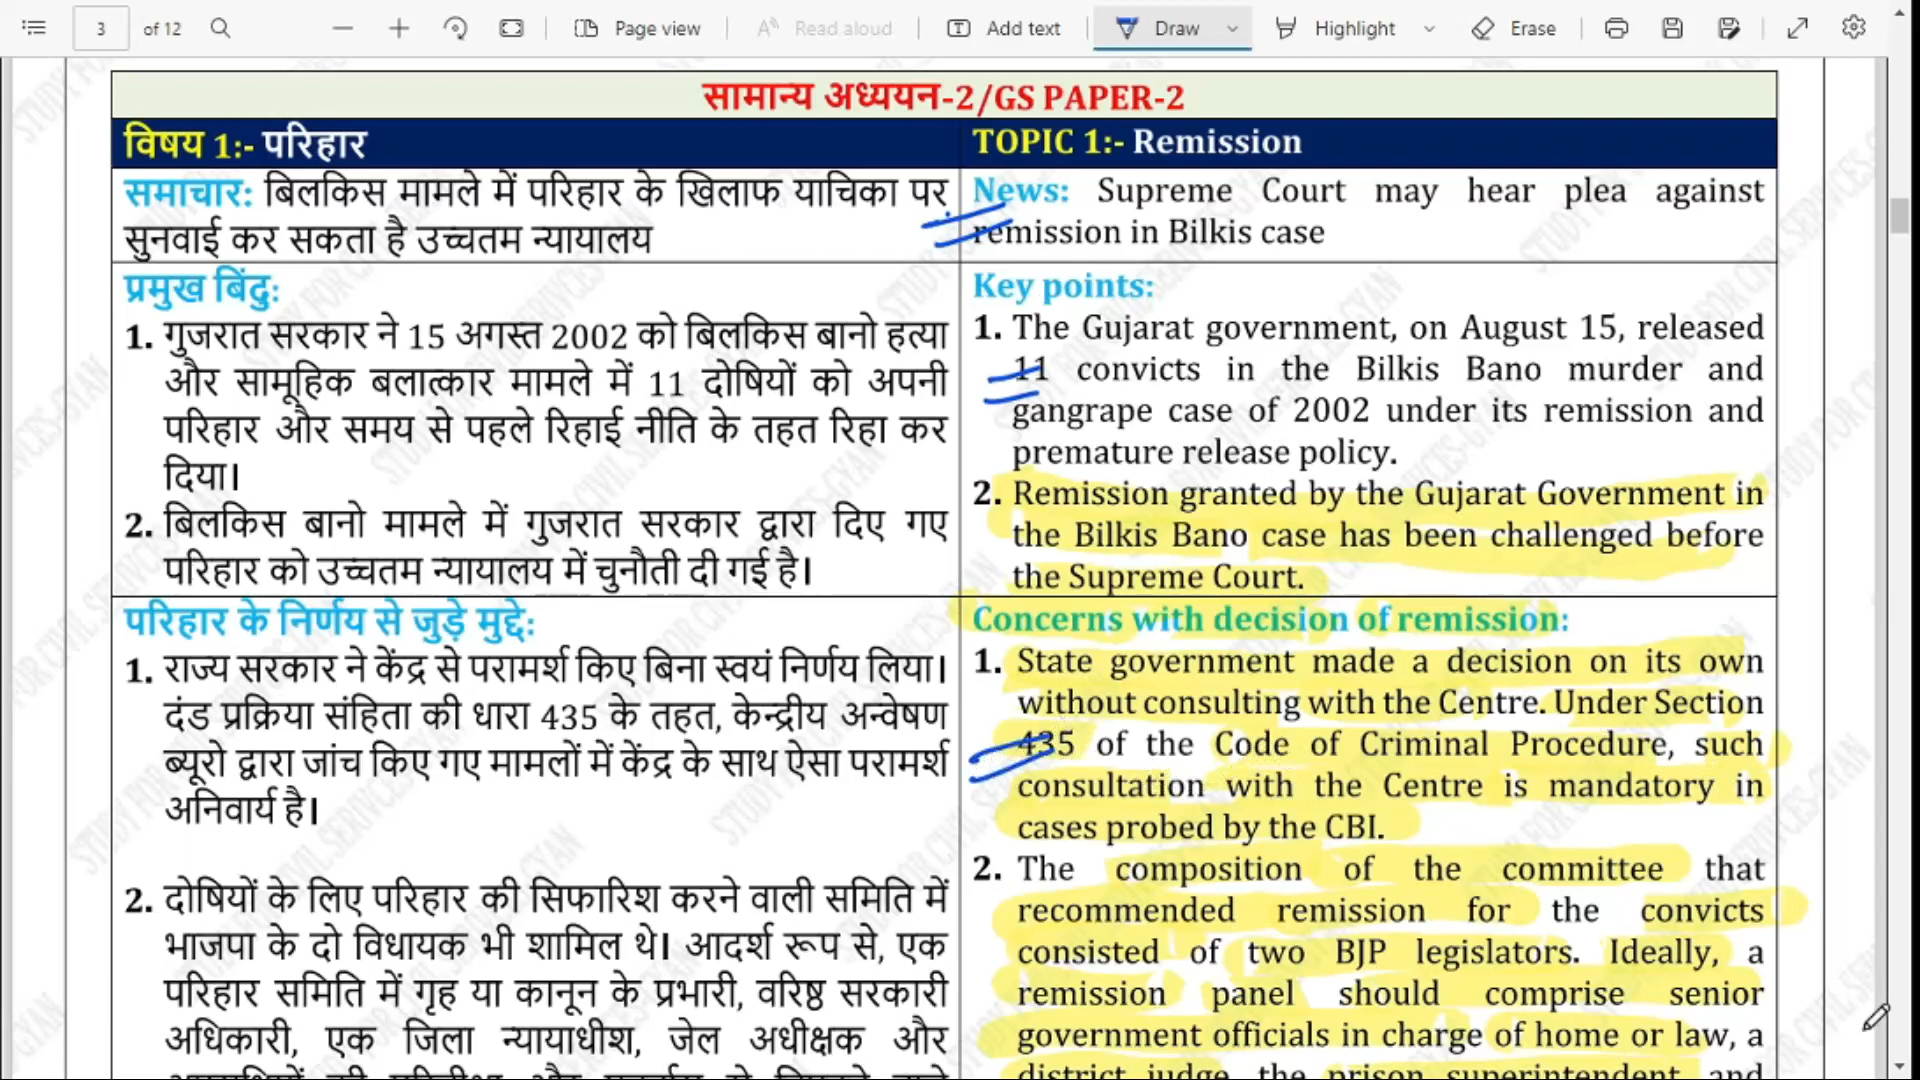 3 of 12 Page view Read aloud Add text Draw Highlight Erase
सामान्य अध्ययन-2/GS PAPER-2
विषय 1:- परिहार
समाचार: बिलकिस मामले में परिहार के खिलाफ याचिका पर
सुनवाई कर सकता है उच्चतम न्यायालय
प्रमुख बिंदु:
1. गुजरात सरकार ने 15 अगस्त 2002 को बिलकिस बानो हत्या
और सामूहिक बलात्कार मामले में 11 दोषियों को अपनी
परिहार और समय से पहले रिहाई नीति के तहत रिहा कर
दिया।
2. बिलकिस बानो मामले में गुजरात सरकार द्वारा दिए गए
परिहार को उच्चतम न्यायालय में चुनौती दी गई है।
परिहार के निर्णय से जुड़े मुद्दे:
1. राज्य सरकार ने केंद्र से परामर्श किए बिना स्वयं निर्णय लिया।
दंड प्रक्रिया संहिता की धारा 435 के तहत, केन्द्रीय अन्वेषण
ब्यूरो द्वारा जांच किए गए मामलों में केंद्र के साथ ऐसा परामर्श
अनिवार्य है।
2. दोषियों के लिए परिहार की सिफारिश करने वाली समिति में
भाजपा के दो विधायक भी शामिल थे। आदर्श रूप से, एक
परिहार समिति में गृह या कानून के प्रभारी, वरिष्ठ सरकारी
अधिकारी, एक जिला न्यायाधीश, जेल अधीक्षक और
TOPIC 1:- Remission
News: Supreme Court may hear plea against
remission in Bilkis case
Key points:
1. The Gujarat government, on August 15, released
11 convicts in the Bilkis Bano murder and
gangrape case of 2002 under its remission and
premature release policy.
2. Remission granted by the Gujarat Government in
the Bilkis Bano case has been challenged before
the Supreme Court.
Concerns with decision of remission:
1. State government made a decision on its own
without consulting with the Centre. Under Section
435 of the Code of Criminal Procedure, such
consultation with the Centre is mandatory in
cases probed by the CBI.
2. The composition of the committee that
recommended remission for the convicts
consisted of two BJP legislators. Ideally, a
remission panel should comprise senior
government officials in charge of home or law, a
district judge, the prison superintendent, and